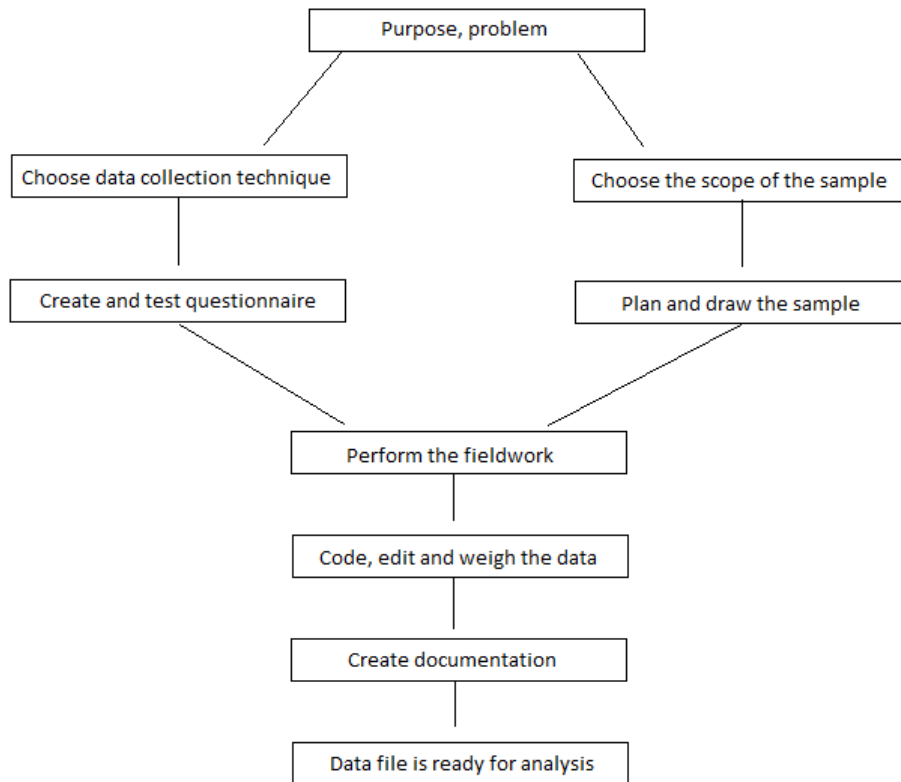 Purpose, problem
Choose data collection technique
Choose the scope of the sample
Create and test questionnaire
Plan and draw the sample
Perform the fieldwork
Code, edit and weigh the data
Create documentation
Data file is ready for analysis